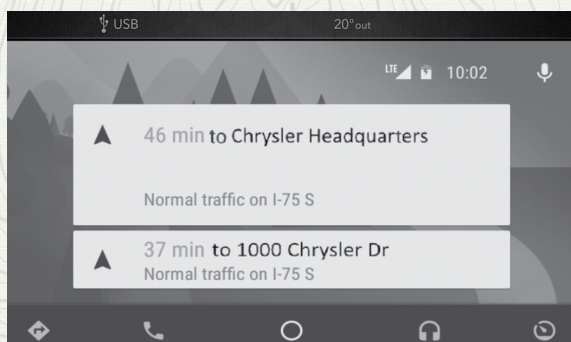 USB
20°out
LTE 10:02
46 min to Chrysler Headquarters
Normal traffic on I-75 S
37 min to 1000 Chrysler Dr
Normal traffic on I-75 S